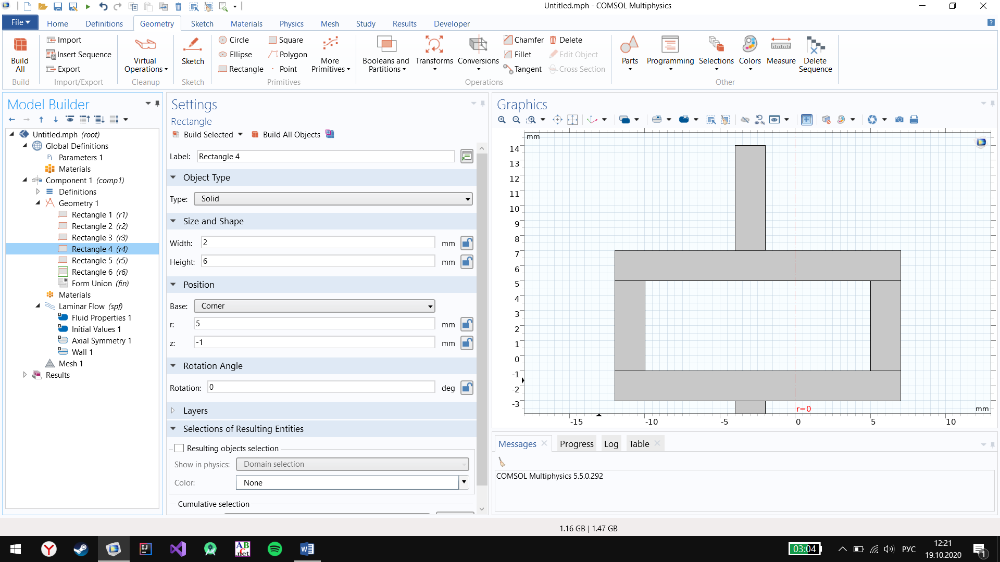 Untitled.mph - COMSOL Multiphysics
File Home Definitions Geometry Sketch Materials Physics Mesh Study Results Developer
Build All
Build
Import
Insert Sequence
Export
Import/Export
Virtual Operations
Cleanup
Sketch
Sketch
Circle
Ellipse
Rectangle
Square
Polygon
Point
More Primitives
Primitives
Booleans and Partitions
Transforms
Conversions
Chamfer
Fillet
Tangent
Delete
Edit Object
Cross Section
Operations
Parts
Programming
Selections
Colors
Measure
Delete Sequence
Other
Model Builder
Untitled.mph (root)
Global Definitions
Pi Parameters 1
Materials
Component 1 (comp1)
Definitions
Geometry 1
Rectangle 1 (r1)
Rectangle 2 (r2)
Rectangle 3 (r3)
Rectangle 4 (r4)
Rectangle 5 (r5)
Rectangle 6 (r6)
Form Union (fin)
Materials
Laminar Flow (spf)
D Fluid Properties 1
D Initial Values 1
D Axial Symmetry 1
D Wall 1
Mesh 1
Results
Settings
Rectangle
Build Selected Build All Objects
Label: Rectangle 4
Object Type
Type: Solid
Size and Shape
Width: 2 mm
Height: 6 mm
Position
Base: Corner
r: 5 mm
z: -1 mm
Rotation Angle
Rotation: 0 deg
Layers
Selections of Resulting Entities
Resulting objects selection
Show in physics: Domain selection
Color: None
Cumulative selection
Graphics
mm
14
13
12
11
10
9
8
7
6
5
4
3
2
1
0
-1
-2
-3
r=0
mm
-15 -10 -5 0 5 10
Messages Progress Log Table
COMSOL Multiphysics 5.5.0.292
1.16 GB | 1.47 GB
IJ
AB
C.net
W
03:04
РУС
12:21
19.10.2020
1